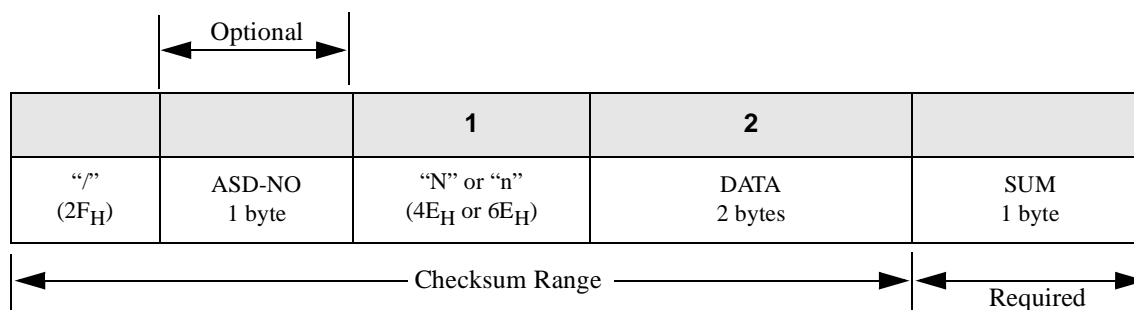 Optional
1
2
“/”
(2FH)
ASD-NO
1 byte
“N” or “n”
(4EH or 6EH)
DATA
2 bytes
SUM
1 byte
Checksum Range
Required